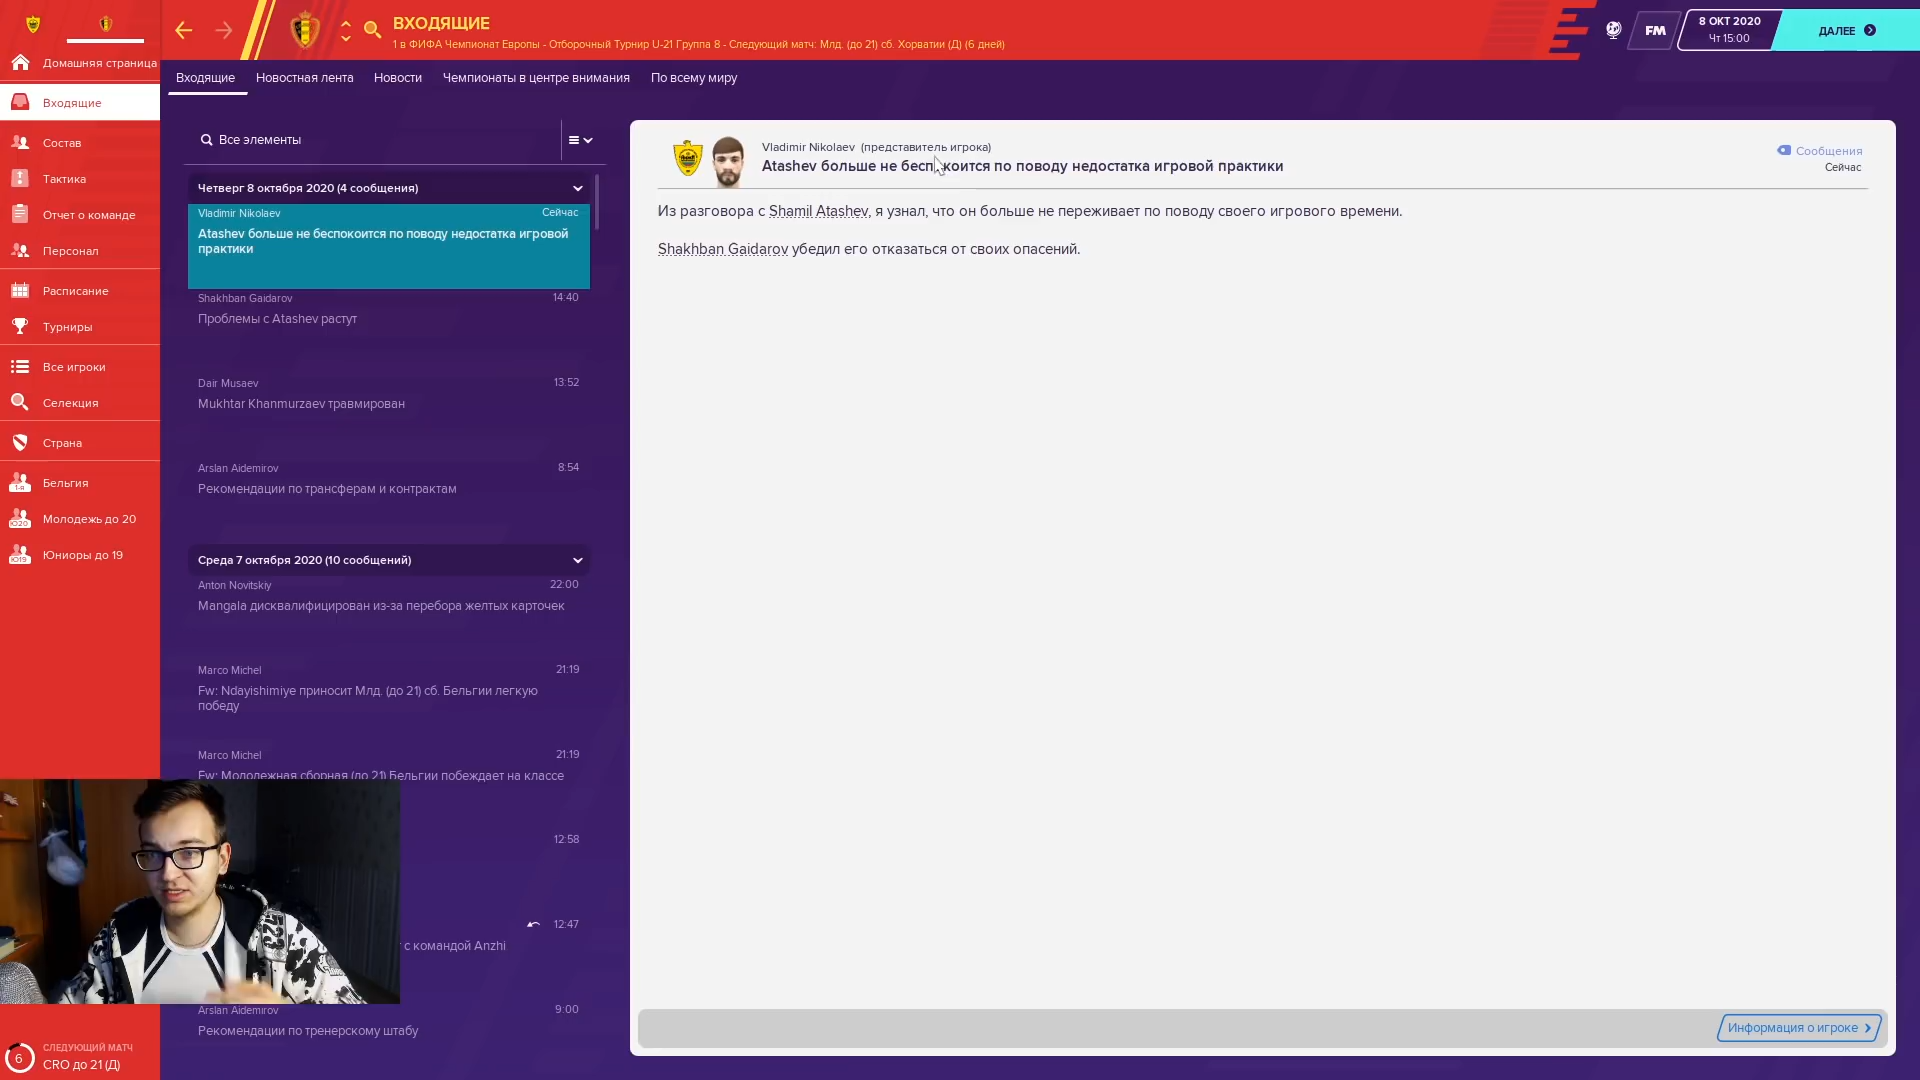 ВХОДЯЩИЕ
1 в ФИФА Чемпионат Европы - Отборочный Турнир U-21 Группа 8 - Следующий матч: Млд. (до 21) сб. Хорватии (Д) (6 дней)
FM
8 ОКТ 2020
Чт 15:00
ДАЛЕЕ
Домашняя страница
Входящие
Состав
Тактика
Отчет о команде
Персонал
Расписание
Турниры
Все игроки
Селекция
Страна
Бельгия
Молодежь до 20
Юниоры до 19
Входящие
Новостная лента
Новости
Чемпионаты в центре внимания
По всему миру
Все элементы
Четверг 8 октября 2020 (4 сообщения)
Vladimir Nikolaev
Сейчас
Atashev больше не беспокоится по поводу недостатка игровой
практики
Shakhban Gaidarov
14:40
Проблемы с Atashev растут
Dair Musaev
13:52
Mukhtar Khanmurzaev травмирован
Arslan Aidemirov
8:54
Рекомендации по трансферам и контрактам
Среда 7 октября 2020 (10 сообщений)
Anton Novitskiy
22:00
Mangala дисквалифицирован из-за перебора желтых карточек
Marco Michel
21:19
Fw: Ndayishimiye приносит Млд. (до 21) сб. Бельгии легкую
победу
Marco Michel
21:19
Fw: Молодежная сборная (до 21) Бельгии побеждает на классе
12:58
12:47
с командой Anzhi
Arslan Aidemirov
9:00
Рекомендации по тренерскому штабу
Vladimir Nikolaev (представитель игрока)
Atashev больше не беспокоится по поводу недостатка игровой практики
Сообщения
Сейчас
Из разговора с Shamil Atashev, я узнал, что он больше не переживает по поводу своего игрового времени.
Shakhban Gaidarov убедил его отказаться от своих опасений.
Информация о игроке
6
СЛЕДУЮЩИЙ МАТЧ
CRO до 21 (Д)